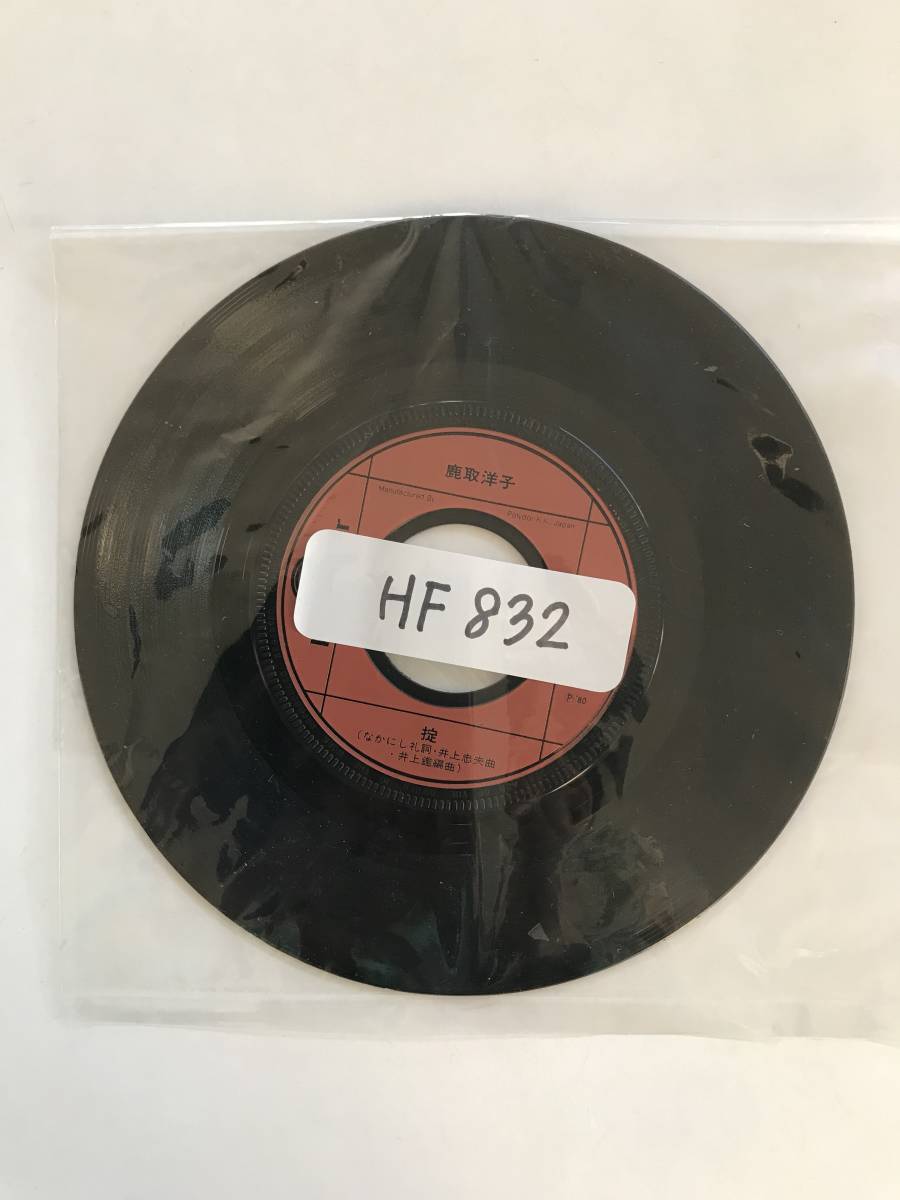 鹿取洋子
Manufactured By
Polydor K.K., Japan
HF 832
P.'80
掟
(なかにし礼詞・井上忠夫曲
・井上鑑編曲)